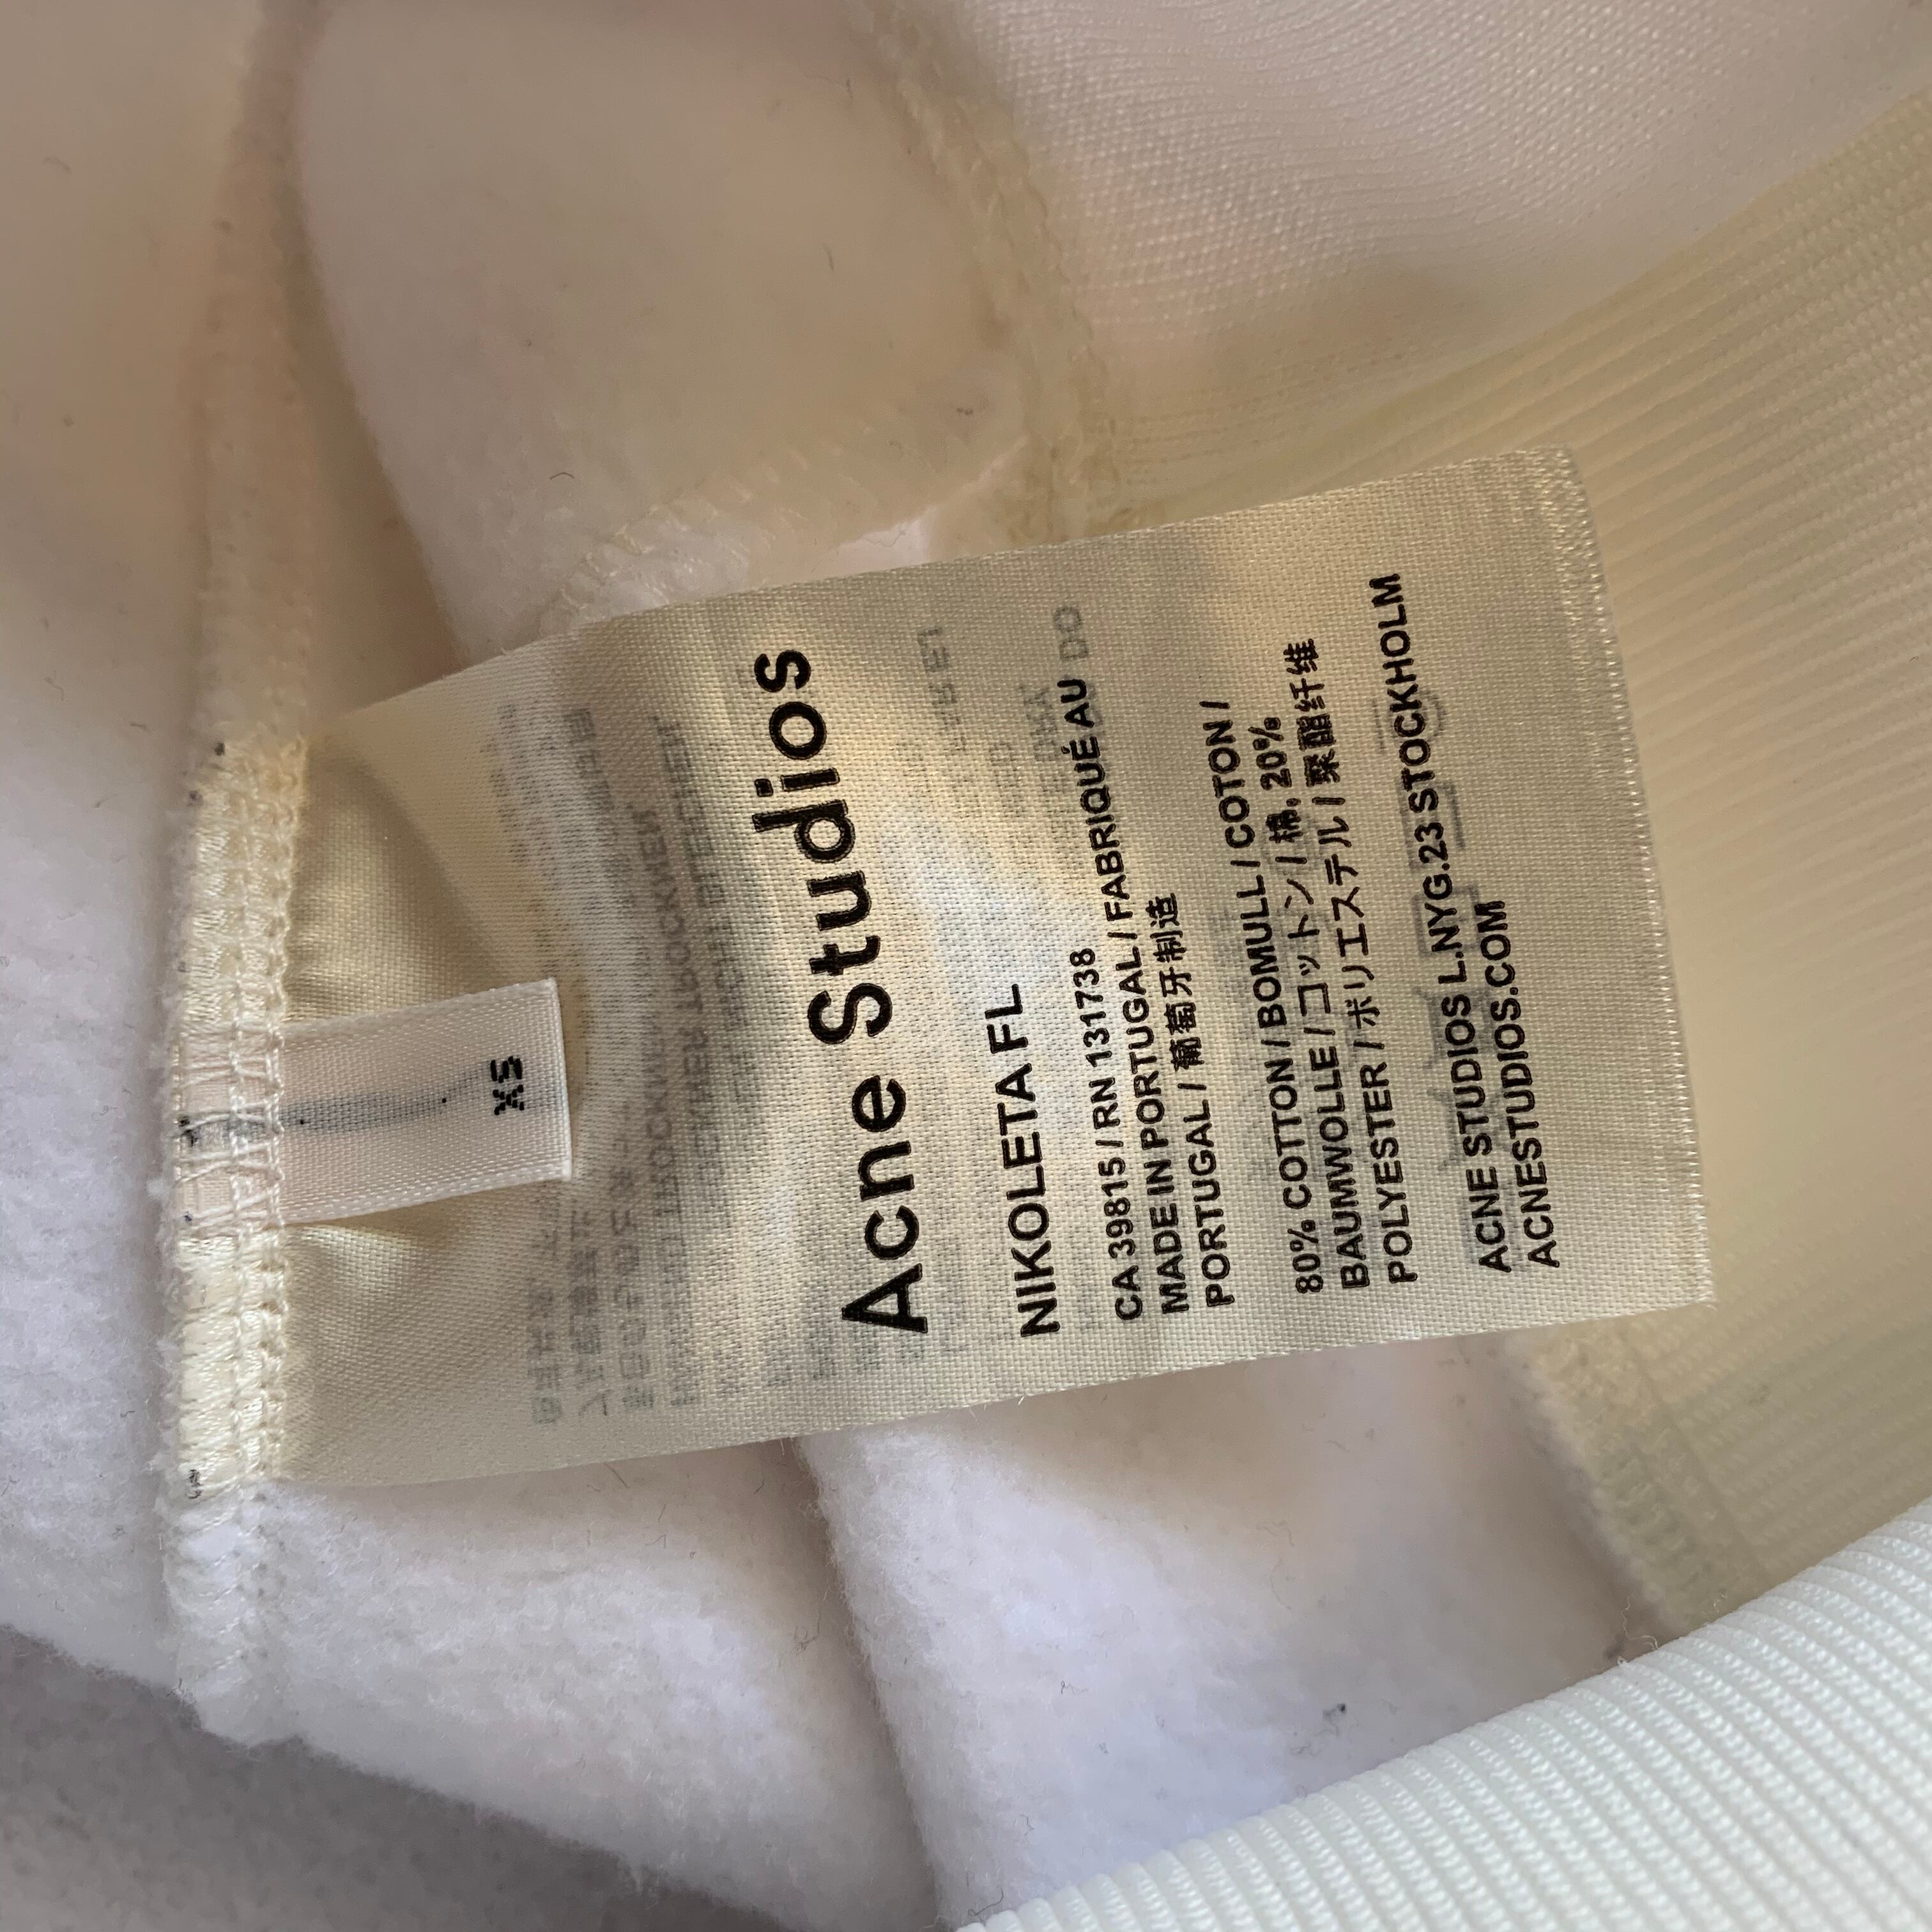 XS
Acne Studios
NIKOLETA FL
CA 39815 / RN 131738
MADE IN PORTUGAL / FABRIQUÉ AU
PORTUGAL / 葡萄牙制造
80% COTTON / BOMULL / COTON /
BAUMWOLLE / コットン / 棉, 20%
POLYESTER / ポリエステル / 聚酯纤维
ACNE STUDIOS L.NYG.23 STOCKHOLM
ACNESTUDIOS.COM